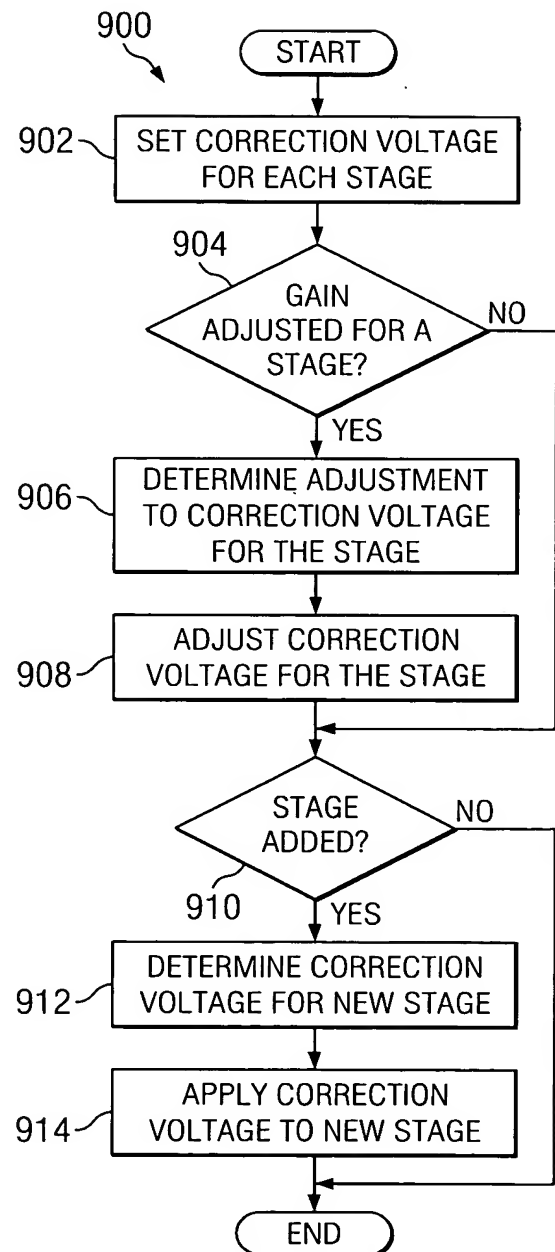 900
START
902
SET CORRECTION VOLTAGE
FOR EACH STAGE
904
GAIN
ADJUSTED FOR A
STAGE?
NO
YES
906
DETERMINE ADJUSTMENT
TO CORRECTION VOLTAGE
FOR THE STAGE
908
ADJUST CORRECTION
VOLTAGE FOR THE STAGE
STAGE
ADDED?
NO
910
YES
912
DETERMINE CORRECTION
VOLTAGE FOR NEW STAGE
914
APPLY CORRECTION
VOLTAGE TO NEW STAGE
END